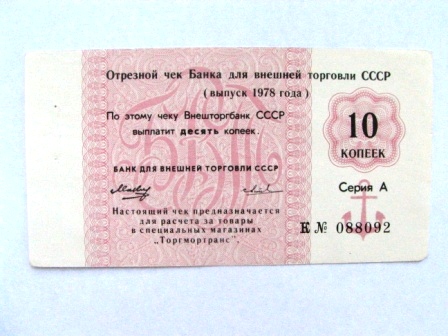 Отрезной чек Банка для внешней торговли СССР
(выпуск 1978 года)
По этому чеку Внешторгбанк СССР
выплатит десять копеек.
БАНК ДЛЯ ВНЕШНЕЙ ТОРГОВЛИ СССР
Настоящий чек предназначается
для расчета за товары
в специальных магазинах
„Торгмортранс".
10
КОПЕЕК
Серия А
К № 088092